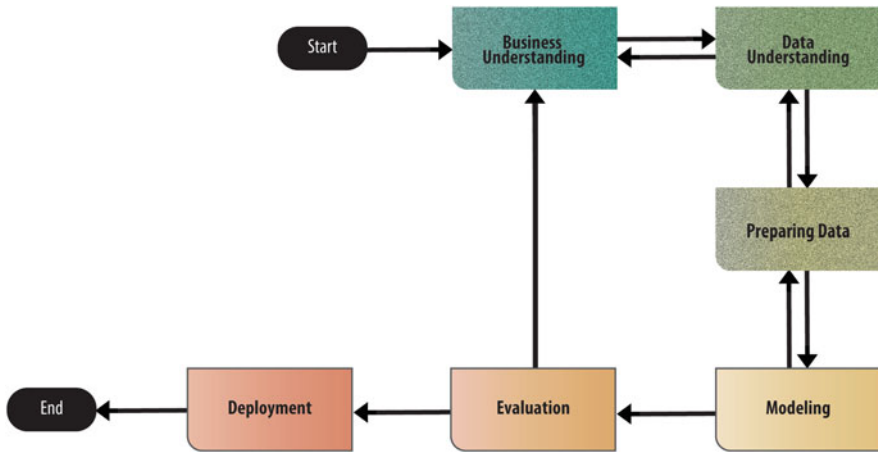 Start
Business
Understanding
Data
Understanding
Preparing Data
End
Deployment
Evaluation
Modeling